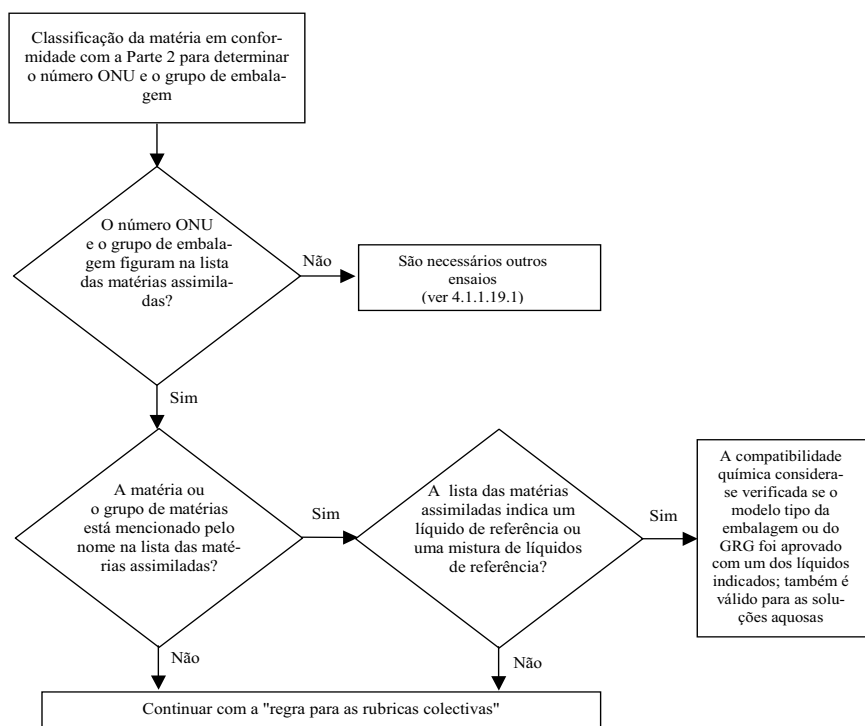 Classificação da matéria em confor-
midade com a Parte 2 para determinar
o número ONU e o grupo de embala-
gem
O número ONU
e o grupo de embala-
gem figuram na lista
das matérias assimila-
das?
Não
São necessários outros
ensaios
(ver 4.1.1.19.1)
Sim
A matéria ou
o grupo de matérias
está mencionado pelo
nome na lista das maté-
rias assimiladas?
Sim
A lista das matérias
assimiladas indica um
líquido de referência ou
uma mistura de líquidos
de referência?
Sim
A compatibilidade
química considera-
se verificada se o
modelo tipo da
embalagem ou do
GRG foi aprovado
com um dos líquidos
indicados; também é
válido para as solu-
ções aquosas
Não
Não
Continuar com a "regra para as rubricas colectivas"